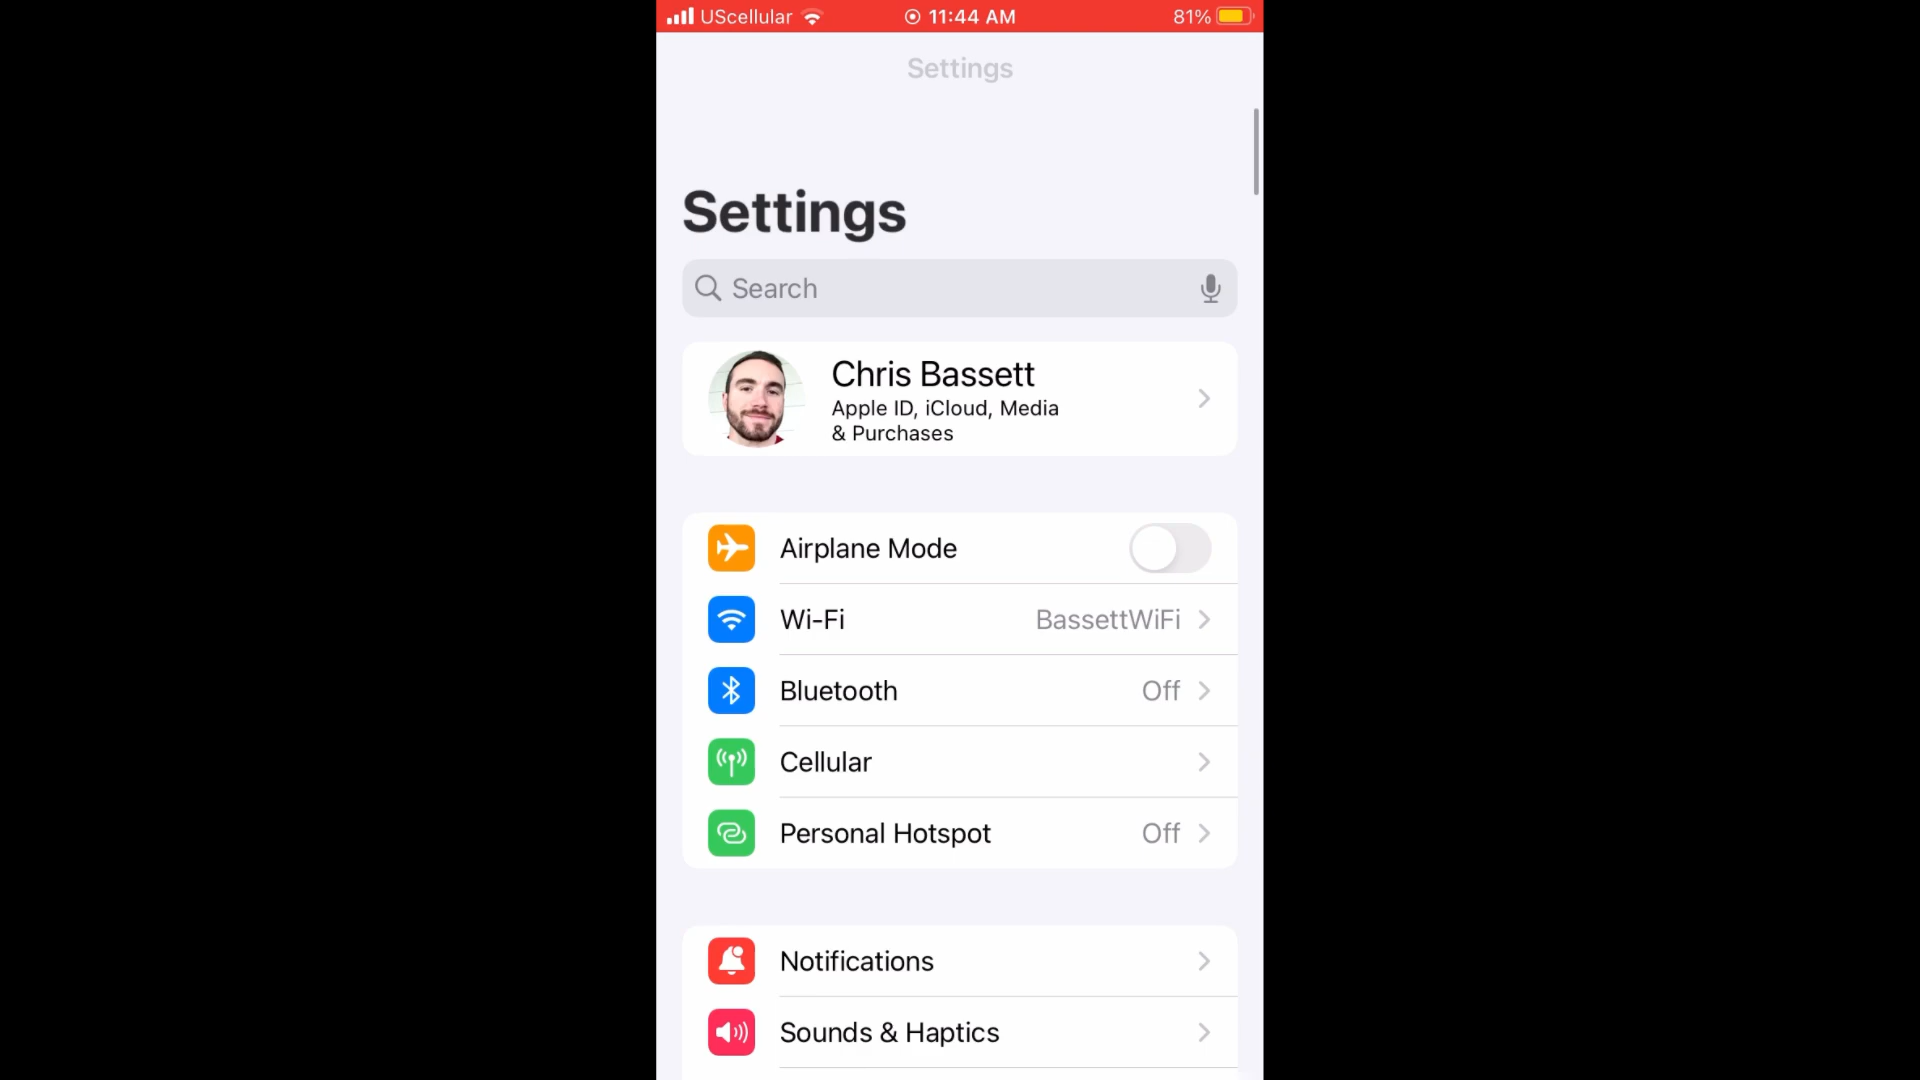 UScellular 11:44 AM 81%
Settings
Settings
Search
Chris Bassett
Apple ID, iCloud, Media
& Purchases
Airplane Mode
Wi-Fi BassettWiFi
Bluetooth Off
Cellular
Personal Hotspot Off
Notifications
Sounds & Haptics